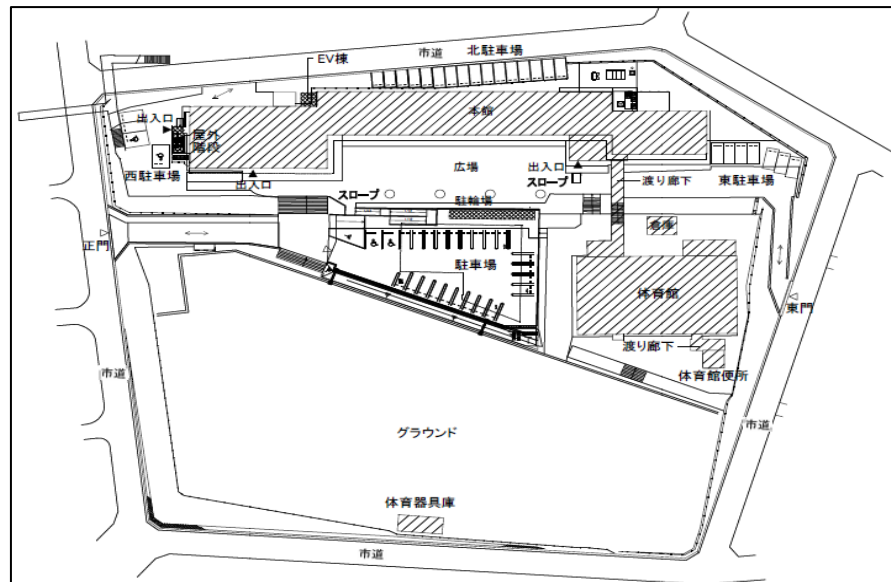 市道
北駐車場
EV棟
本館
出入口
屋外
階段
西駐車場
出入口
広場
出入口
スロープ
スロープ
渡り廊下
東駐車場
駐輪場
倉庫
正門
駐車場
体育館
東門
渡り廊下
体育館便所
市道
市道
グラウンド
体育器具庫
市道